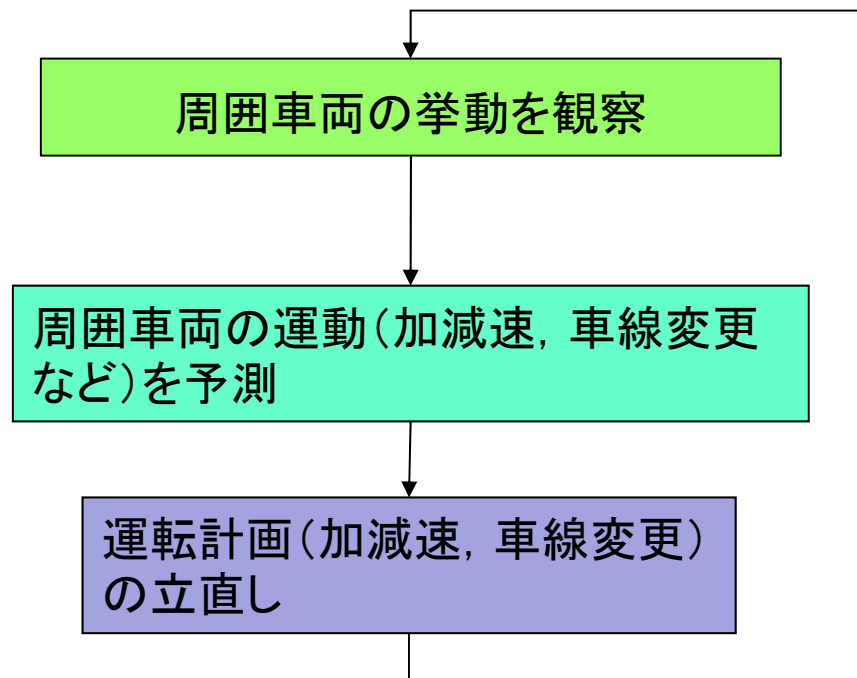 周囲車両の挙動を観察
周囲車両の運動(加減速, 車線変更
など)を予測
運転計画(加減速, 車線変更)
の立直し